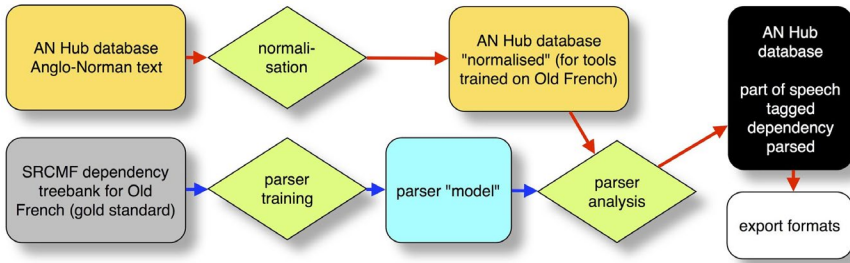 AN Hub database
Anglo-Norman text
normali-
sation
AN Hub database
"normalised" (for tools
trained on Old French)
AN Hub
database
part of speech
tagged
dependency
parsed
SRCMF dependency
treebank for Old
French (gold standard)
parser
training
parser "model"
parser
analysis
export formats